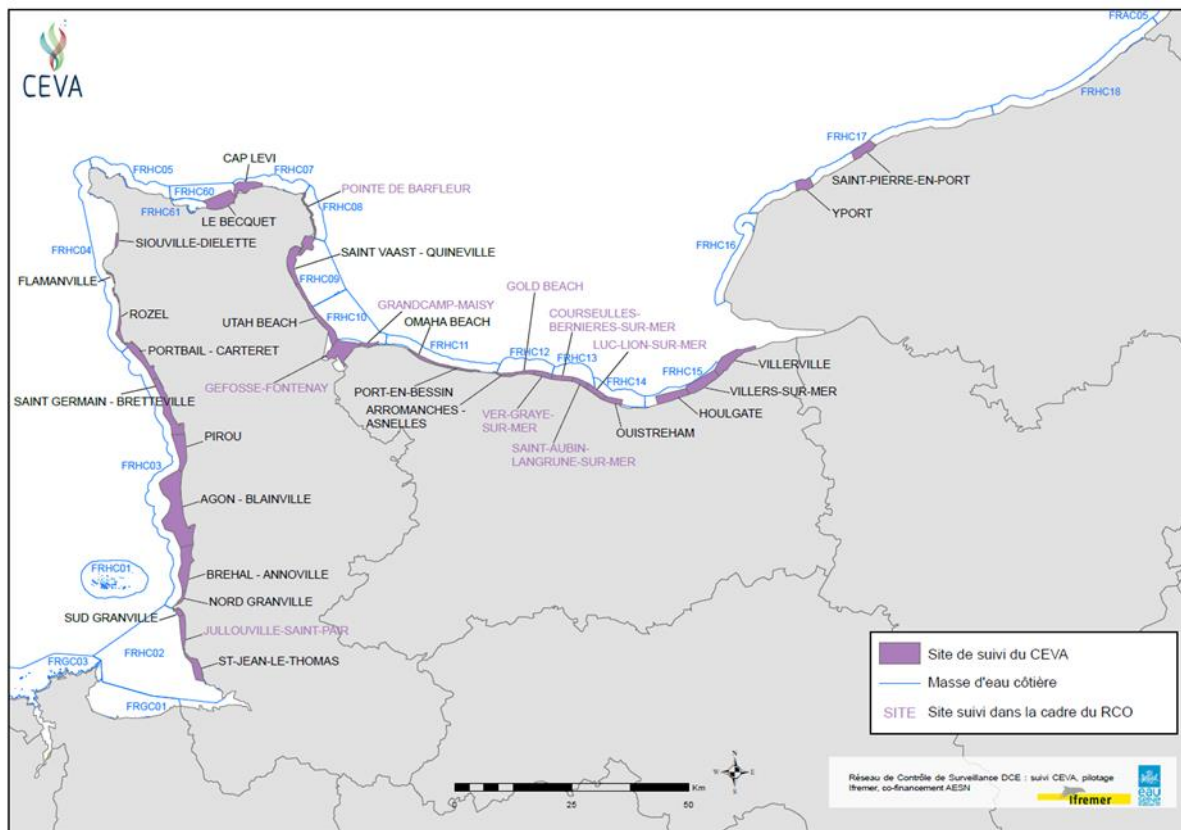 CEVA
FRAC05
FRHC18
FRHC17
SAINT-PIERRE-EN-PORT
YPORT
FRHC16
CAP LEVI
FRHC05
FRHC07
FRHC60
POINTE DE BARFLEUR
FRHC61
FRHC08
LE BECQUET
SIOUVILLE-DIELETTE
FRHC04
SAINT VAAST - QUINEVILLE
FLAMANVILLE
FRHC09
GOLD BEACH
GRANDCAMP-MAISY
COURSEULLES-
BERNIERES-SUR-MER
ROZEL
FRHC10
UTAH BEACH
OMAHA BEACH
LUC-LION-SUR-MER
FRHC11
FRHC12
FRHC13
PORTBAIL - CARTERET
VILLERVILLE
GEFOSSE-FONTENAY
FRHC14
FRHC15
PORT-EN-BESSIN
VILLERS-SUR-MER
SAINT GERMAIN - BRETTEVILLE
ARROMANCHES -
ASNELLES
VER-GRAYE-
SUR-MER
HOULGATE
OUISTREHAM
PIROU
SAINT-AUBIN-
LANGRUNE-SUR-MER
FRHC03
AGON - BLAINVILLE
FRHC01
BREHAL - ANNOVILLE
NORD GRANVILLE
SUD GRANVILLE
JULLOUVILLE-SAINT-PAIR
FRHC02
FRGC03
ST-JEAN-LE-THOMAS
FRGC01
Site de suivi du CEVA
Masse d'eau côtière
SITE Site suivi dans la cadre du RCO
N
W E
S
Km
0 25 50
Réseau de Contrôle de Surveillance DCE : suivi CEVA, pilotage
Ifremer, co-financement AESN
Ifremer
eau